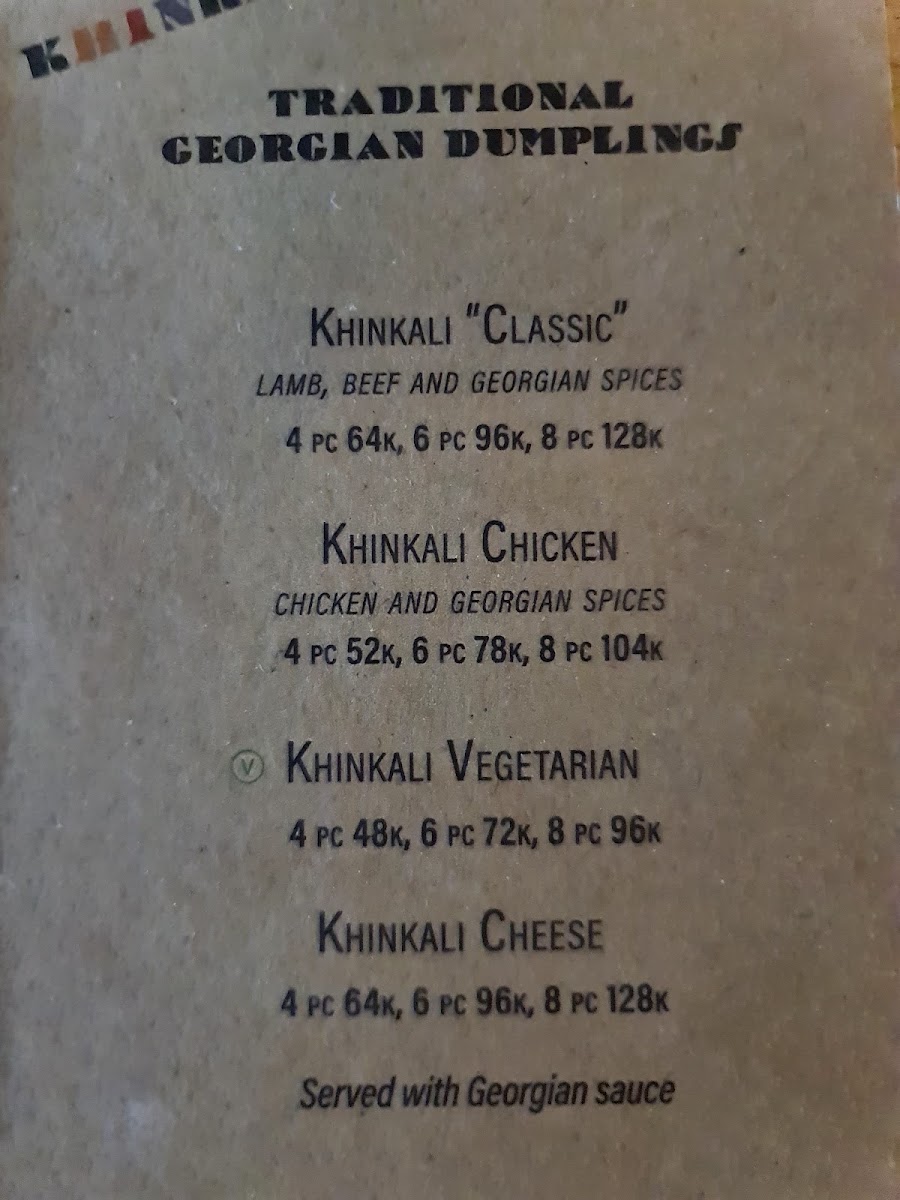 TRADITIONAL
GEORGIAN DUMPLINGS
KHINKALI "CLASSIC"
LAMB, BEEF AND GEORGIAN SPICES
4 PC 64K, 6 PC 96K, 8 PC 128K
KHINKALI CHICKEN
CHICKEN AND GEORGIAN SPICES
4 PC 52K, 6 PC 78K, 8 PC 104K
V KHINKALI VEGETARIAN
4 PC 48K, 6 PC 72K, 8 PC 96K
KHINKALI CHEESE
4 PC 64K, 6 PC 96K, 8 PC 128K
Served with Georgian sauce